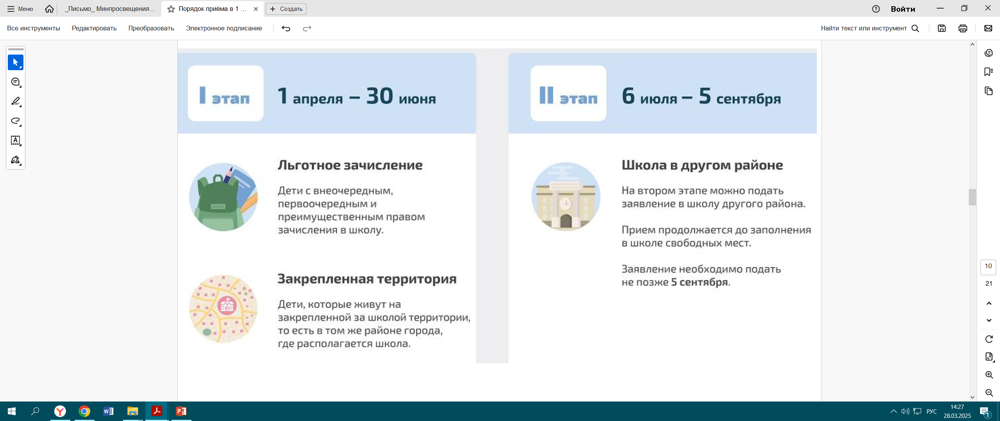 Меню
_Письмо_ Минпросвещения...
Порядок приёма в 1 ...
Создать
Войти
Все инструменты
Редактировать
Преобразовать
Электронное подписание
Найти текст или инструмент
I этап
1 апреля – 30 июня
Льготное зачисление
Дети с внеочередным,
первоочередным и
преимущественным правом
зачисления в школу.
Закрепленная территория
Дети, которые живут на
закрепленной за школой территории,
то есть в том же районе города,
где располагается школа.
II этап
6 июля – 5 сентября
Школа в другом районе
На втором этапе можно подать
заявление в школу другого района.
Прием продолжается до заполнения
в школе свободных мест.
Заявление необходимо подать
не позже 5 сентября.
10
21
РУС
14:27
28.03.2025
1